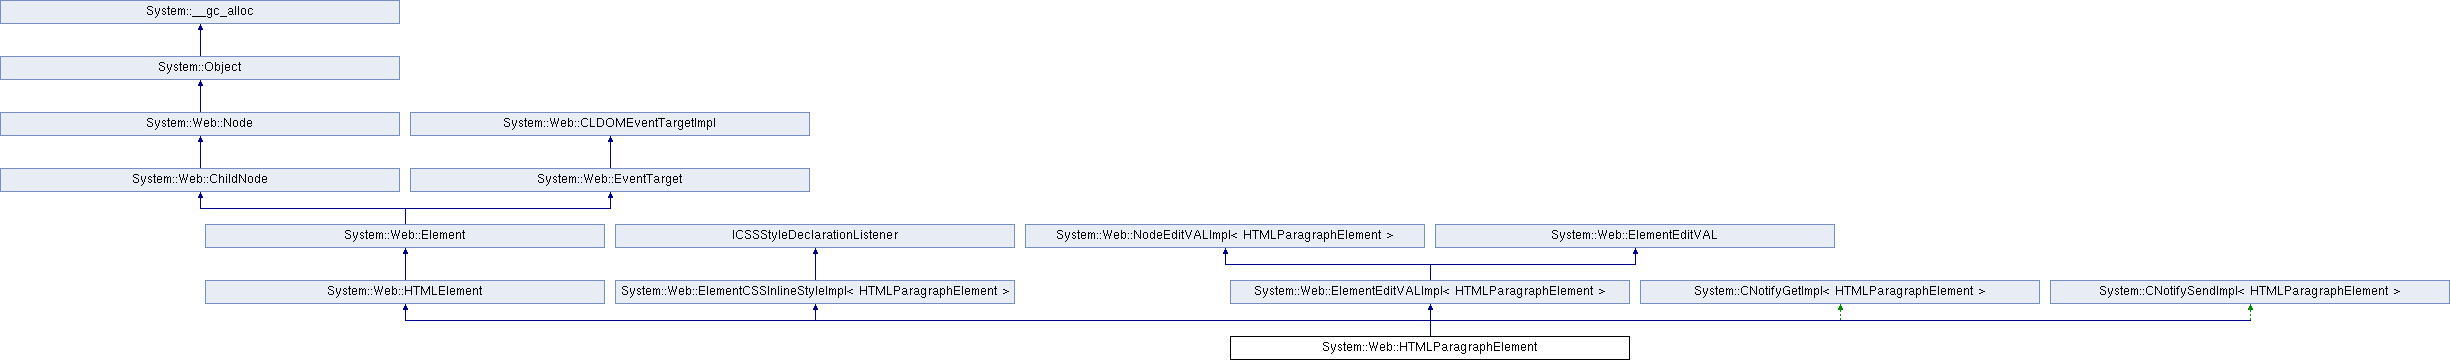 System::__gc_alloc
System::Object
System::Web::Node
System::Web::CLDOMEventTargetImpl
System::Web::ChildNode
System::Web::EventTarget
System::Web::Element
ICSSStyleDeclarationListener
System::Web::NodeEditVALImpl< HTMLParagraphElement >
System::Web::ElementEditVAL
System::Web::HTMLElement
System::Web::ElementCSSInlineStyleImpl< HTMLParagraphElement >
System::Web::ElementEditVALImpl< HTMLParagraphElement >
System::CNotifyGetImpl< HTMLParagraphElement >
System::CNotifySendImpl< HTMLParagraphElement >
System::Web::HTMLParagraphElement